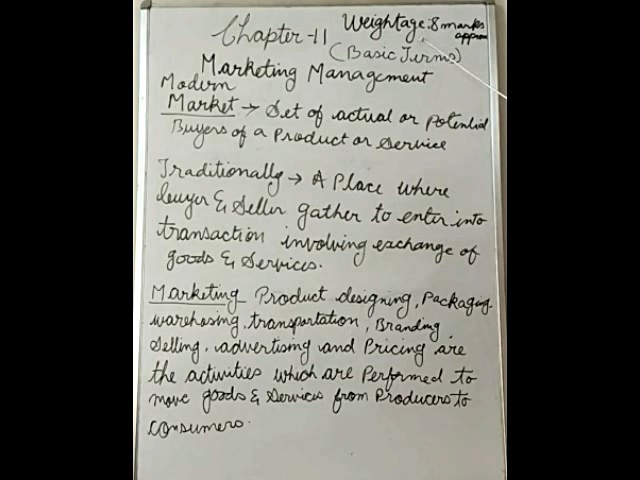 Chapter-11 Weightage: 8 marks
approx
(Basic Terms)
Marketing Management
Modern
Market → Set of actual or potential
Buyers of a Product or Service
Traditionally → A Place where
buyer & Seller gather to enter into
transaction involving exchange of
goods & Services.
Marketing Product designing, Packaging
warehosing, transportation, Branding
Selling, advertising and Pricing are
the activities which are Performed to
move goods & Services from Producers to
Consumers.